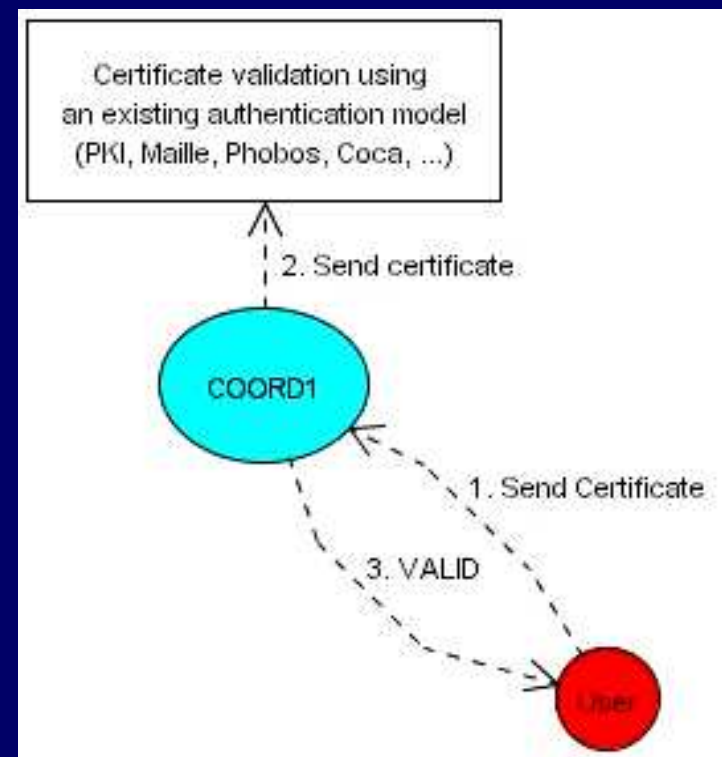 Certificate validation using
an existing authentication model
(PKI, Maille, Phobos, Coca, ...)
2. Send certificate
COORD1
1. Send Certificate
3. VALID
User